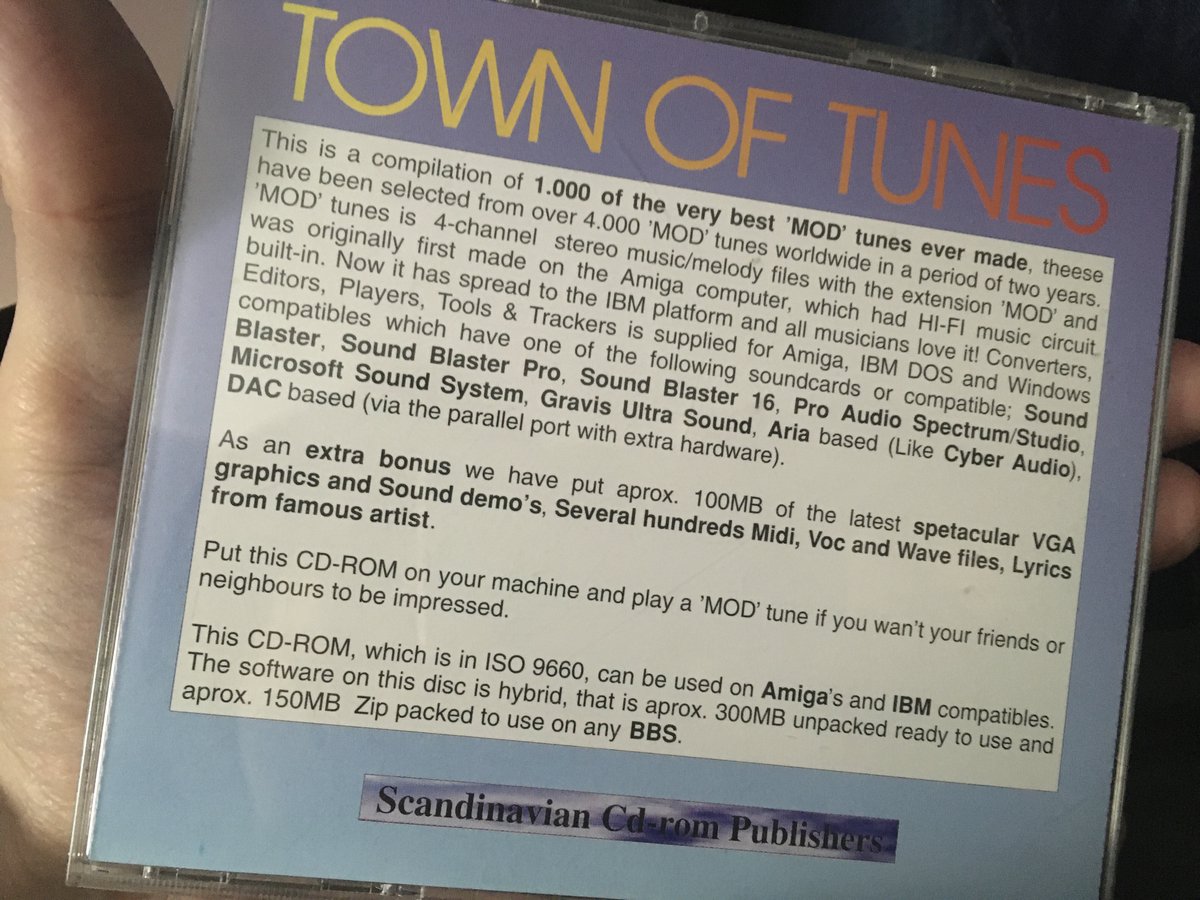 TOWN OF TUNES
This is a compilation of 1.000 of the very best 'MOD' tunes ever made, theese
have been selected from over 4.000 'MOD' tunes worldwide in a period of two years.
'MOD' tunes is 4-channel stereo music/melody files with the extension 'MOD' and
was originally first made on the Amiga computer, which had HI-FI music circuit
built-in. Now it has spread to the IBM platform and all musicians love it! Converters,
Editors, Players, Tools & Trackers is supplied for Amiga, IBM DOS and Windows
compatibles which have one of the following soundcards or compatible; Sound
Blaster, Sound Blaster Pro, Sound Blaster 16, Pro Audio Spectrum/Studio,
Microsoft Sound System, Gravis Ultra Sound, Aria based (Like Cyber Audio),
DAC based (via the parallel port with extra hardware).
As an extra bonus we have put aprox. 100MB of the latest spetacular VGA
graphics and Sound demo's, Several hundreds Midi, Voc and Wave files, Lyrics
from famous artist.
Put this CD-ROM on your machine and play a 'MOD' tune if you wan't your friends or
neighbours to be impressed.
This CD-ROM, which is in ISO 9660, can be used on Amiga's and IBM compatibles.
The software on this disc is hybrid, that is aprox. 300MB unpacked ready to use and
aprox. 150MB Zip packed to use on any BBS.
Scandinavian Cd-rom Publishers